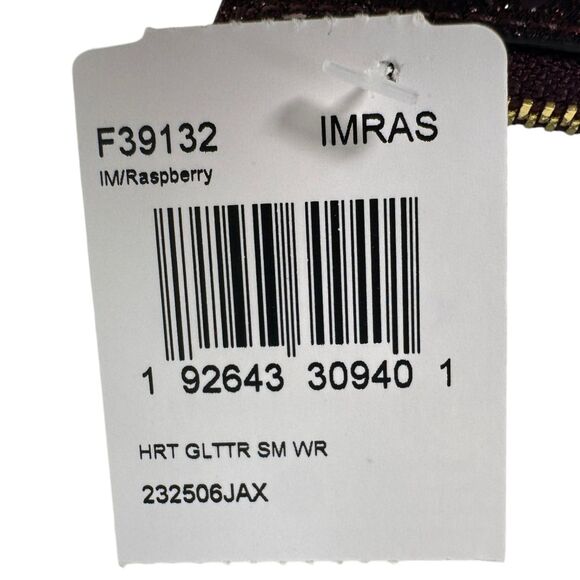 F39132 IMRAS
IM/Raspberry
1 92643 30940 1
HRT GLTTR SM WR
232506JAX